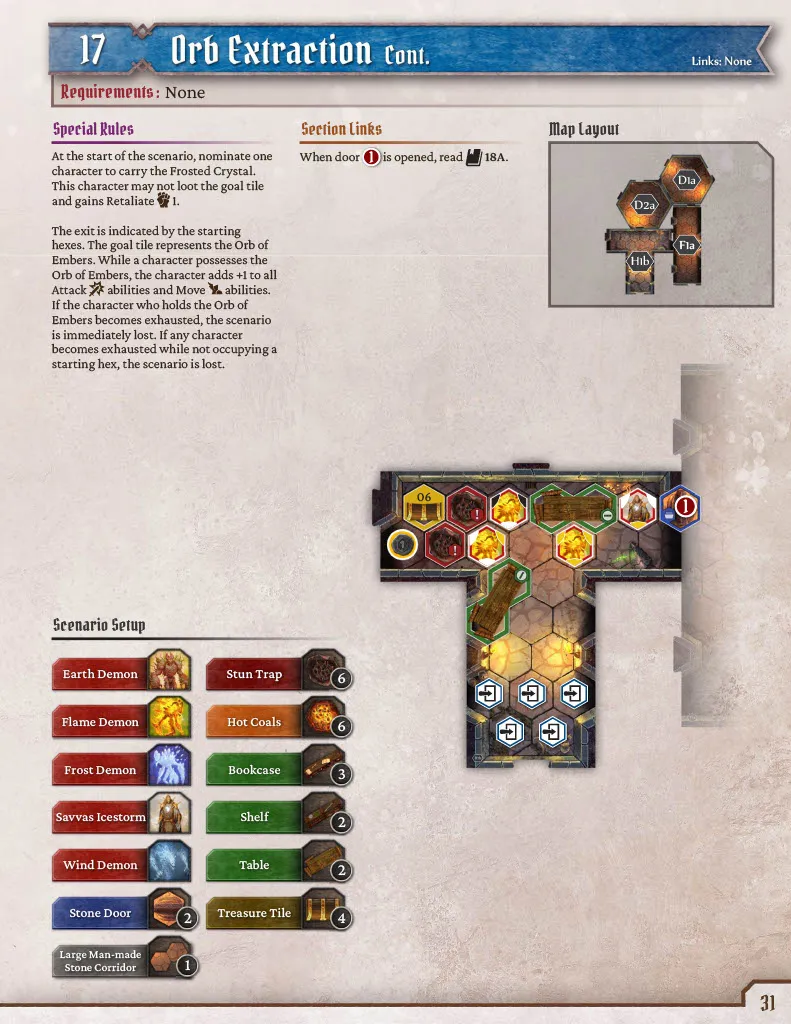 17
Orb Extraction Cont.
Links: None
Requirements: None
Special Rules
At the start of the scenario, nominate one
character to carry the Frosted Crystal.
This character may not loot the goal tile
and gains Retaliate 1.
The exit is indicated by the starting
hexes. The goal tile represents the Orb of
Embers. While a character possesses the
Orb of Embers, the character adds +1 to all
Attack abilities and Move abilities.
If the character who holds the Orb of
Embers becomes exhausted, the scenario
is immediately lost. If any character
becomes exhausted while not occupying a
starting hex, the scenario is lost.
Section Links
When door 1 is opened, read 18A.
Map Layout
D1a
D2a
F1a
H1b
06
!
1
1
!
Scenario Setup
Earth Demon
Flame Demon
Frost Demon
Savvas Icestorm
Wind Demon
Stone Door 2
Large Man-made
Stone Corridor 1
Stun Trap 6
Hot Coals 6
Bookcase 3
Shelf 2
Table 2
Treasure Tile 4
31